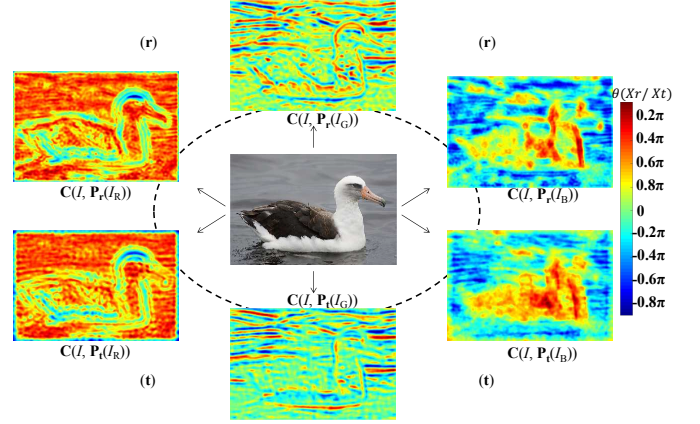 (r)
(r)
C(I, Pr(IG))
θ(Xr/ Xt)
0.2π
0.4π
0.6π
0.8π
0
-0.2π
-0.4π
-0.6π
-0.8π
C(I, Pr(IR))
C(I, Pr(IB))
C(I, Pt(IG))
C(I, Pt(IR))
C(I, Pt(IB))
(t)
(t)